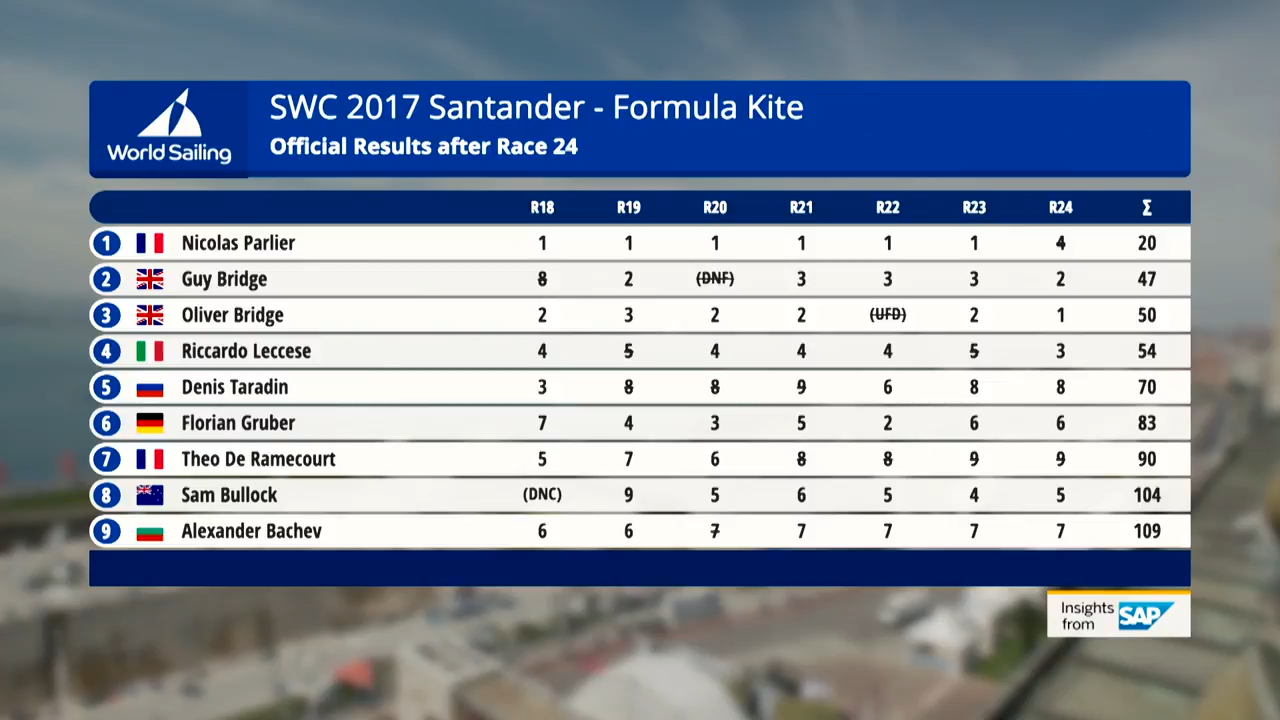 SWC 2017 Santander - Formula Kite
World Sailing
Official Results after Race 24
R18 R19 R20 R21 R22 R23 R24 Σ
1 Nicolas Parlier 1 1 1 1 1 1 4 20
2 Guy Bridge 8 2 (DNF) 3 3 3 2 47
3 Oliver Bridge 2 3 2 2 (UFD) 2 1 50
4 Riccardo Leccese 4 5 4 4 4 5 3 54
5 Denis Taradin 3 8 8 9 6 8 8 70
6 Florian Gruber 7 4 3 5 2 6 6 83
7 Theo De Ramecourt 5 7 6 8 8 9 9 90
8 Sam Bullock (DNC) 9 5 6 5 4 5 104
9 Alexander Bachev 6 6 7 7 7 7 7 109
Insights
from SAP